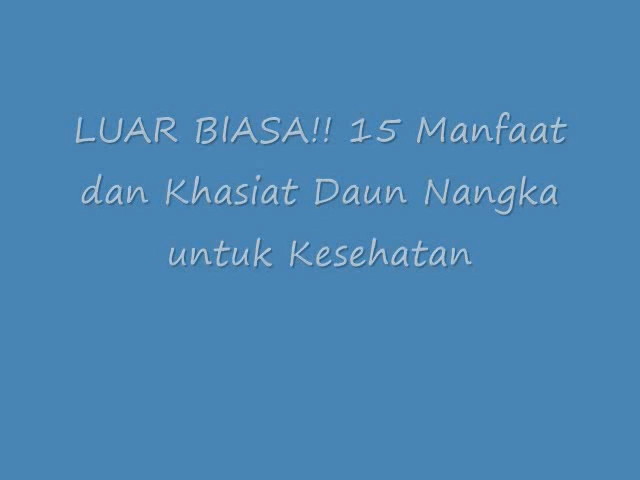 LUAR BIASA!! 15 Manfaat
dan Khasiat Daun Nangka
untuk Kesehatan